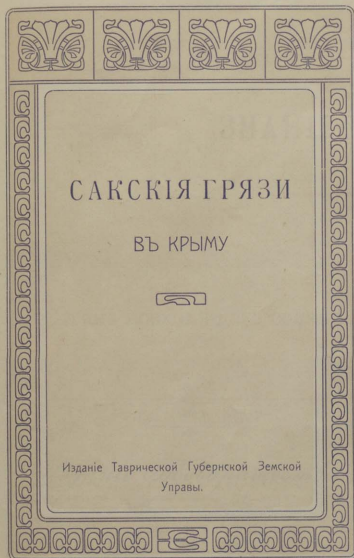 САКСКІЯ ГРЯЗИ
ВЪ КРЫМУ
Изданіе Таврической Губернской Земской
Управы.